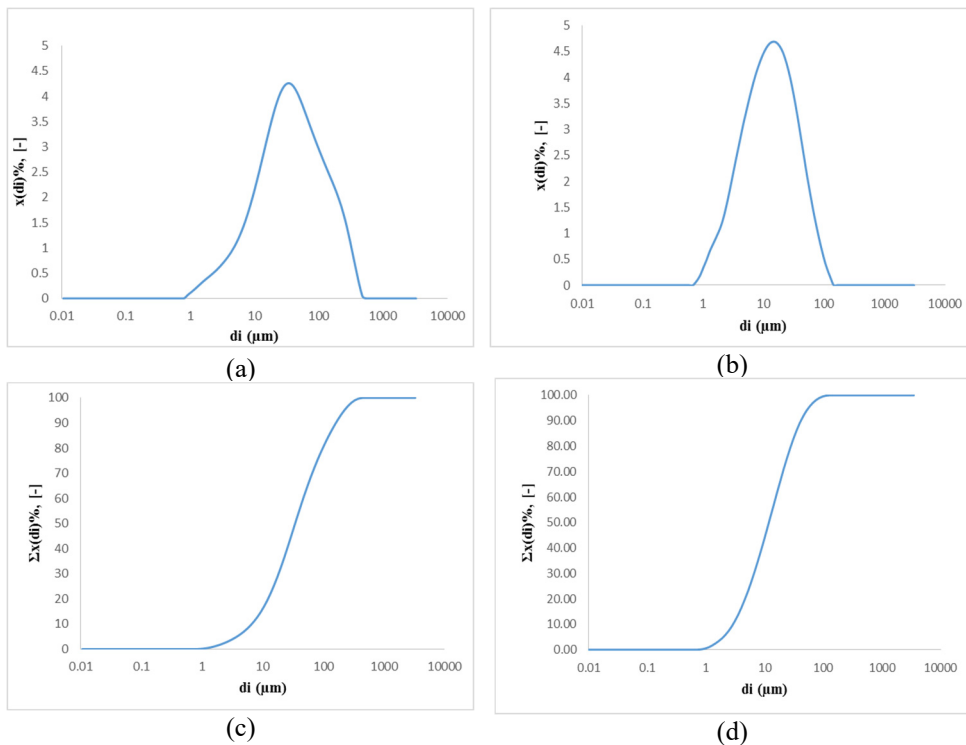 5
4.5
4
3.5
3
2.5
2
1.5
1
0.5
0
x(di)%, [-]
0.01 0.1 1 10 100 1000 10000
di (µm)
(a)
5
4.5
4
3.5
3
2.5
2
1.5
1
0.5
0
x(di)%, [-]
0.01 0.1 1 10 100 1000 10000
di (µm)
(b)
100
90
80
70
60
50
40
30
20
10
0
Σx(di)%, [-]
0.01 0.1 1 10 100 1000 10000
di (µm)
(c)
100.00
90.00
80.00
70.00
60.00
50.00
40.00
30.00
20.00
10.00
0.00
Σx(di)%, [-]
0.01 0.1 1 10 100 1000 10000
di (µm)
(d)